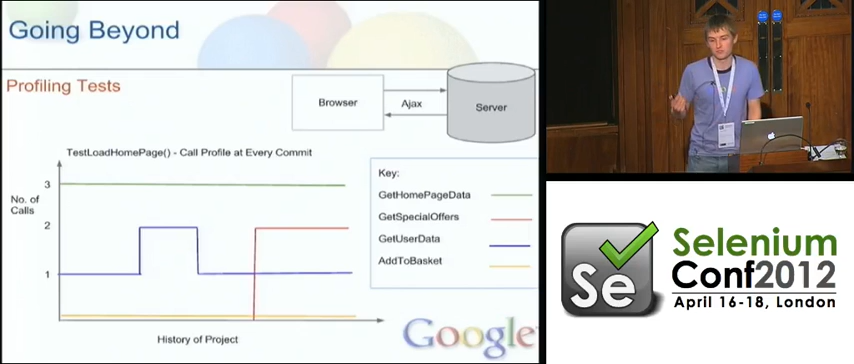 Going Beyond
Profiling Tests
Browser
Ajax
Server
TestLoadHomePage() - Call Profile at Every Commit
No. of
Calls
3
2
1
History of Project
Key:
GetHomePageData
GetSpecialOffers
GetUserData
AddToBasket
Google
Se
Selenium
Conf2012
April 16-18, London